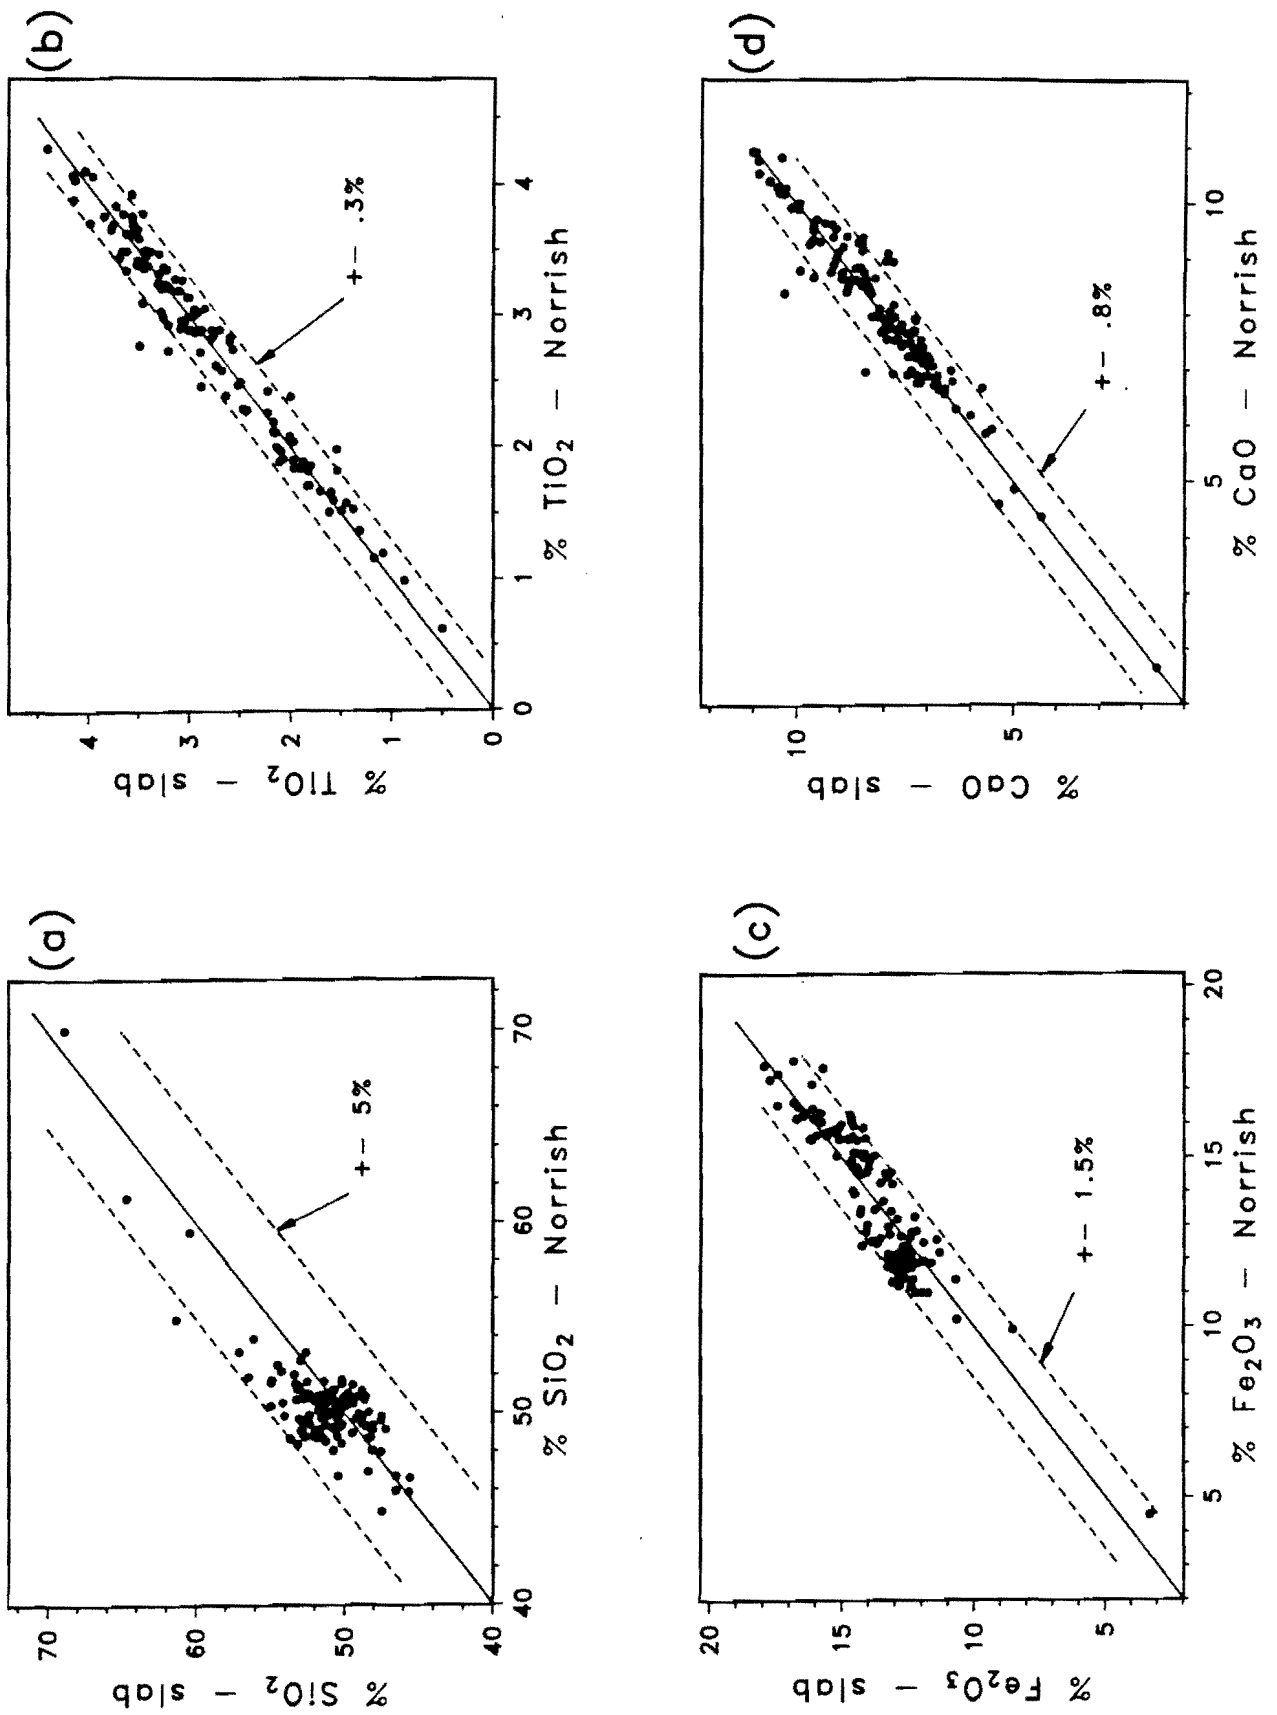 (a)
70
60
50
40
% SiO₂ — slab
40
50
60
70
% SiO₂ — Norrish
+− 5%
(b)
4
3
2
1
0
% TiO₂ — slab
0
1
2
3
4
% TiO₂ — Norrish
+− .3%
(c)
20
15
10
5
% Fe₂O₃ — slab
5
10
15
20
% Fe₂O₃ — Norrish
+− 1.5%
(d)
10
5
% CaO — slab
5
10
% CaO — Norrish
+− .8%